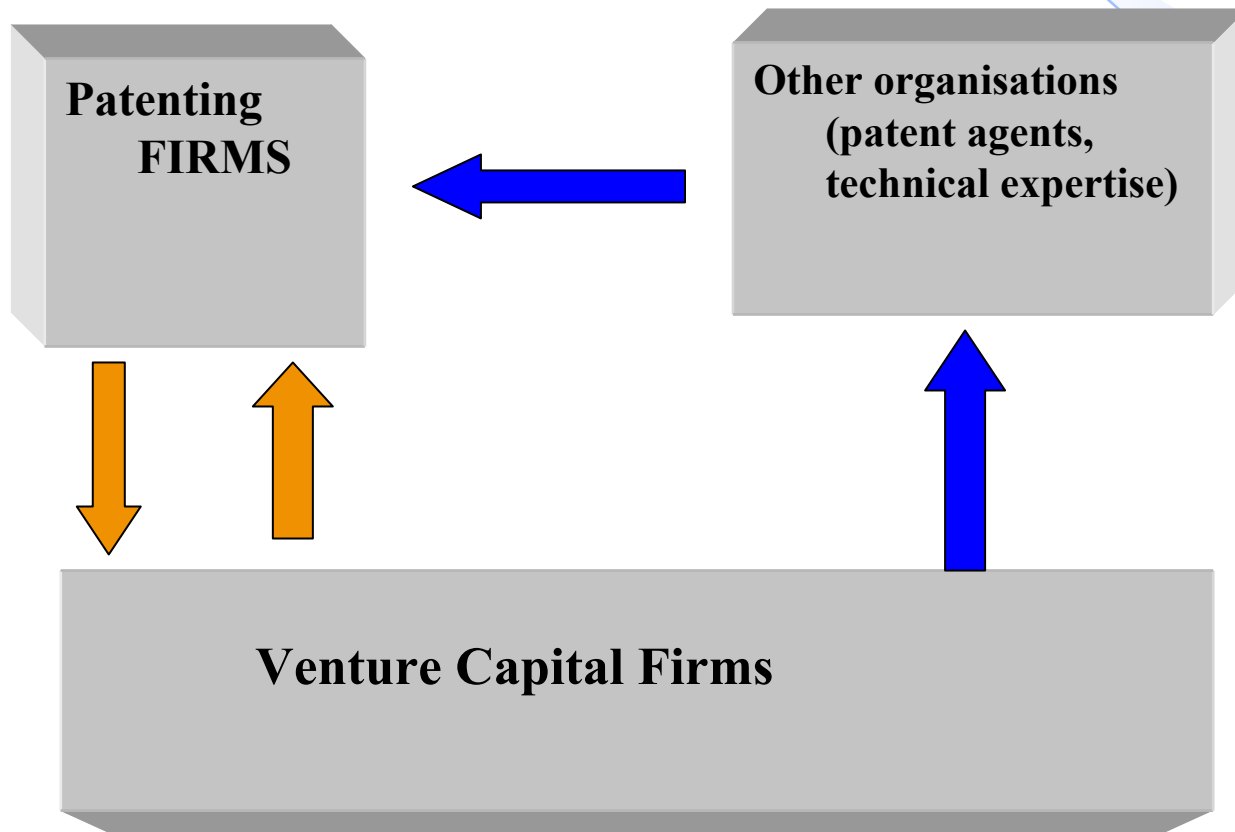 Patenting
FIRMS
Other organisations
(patent agents,
technical expertise)
Venture Capital Firms